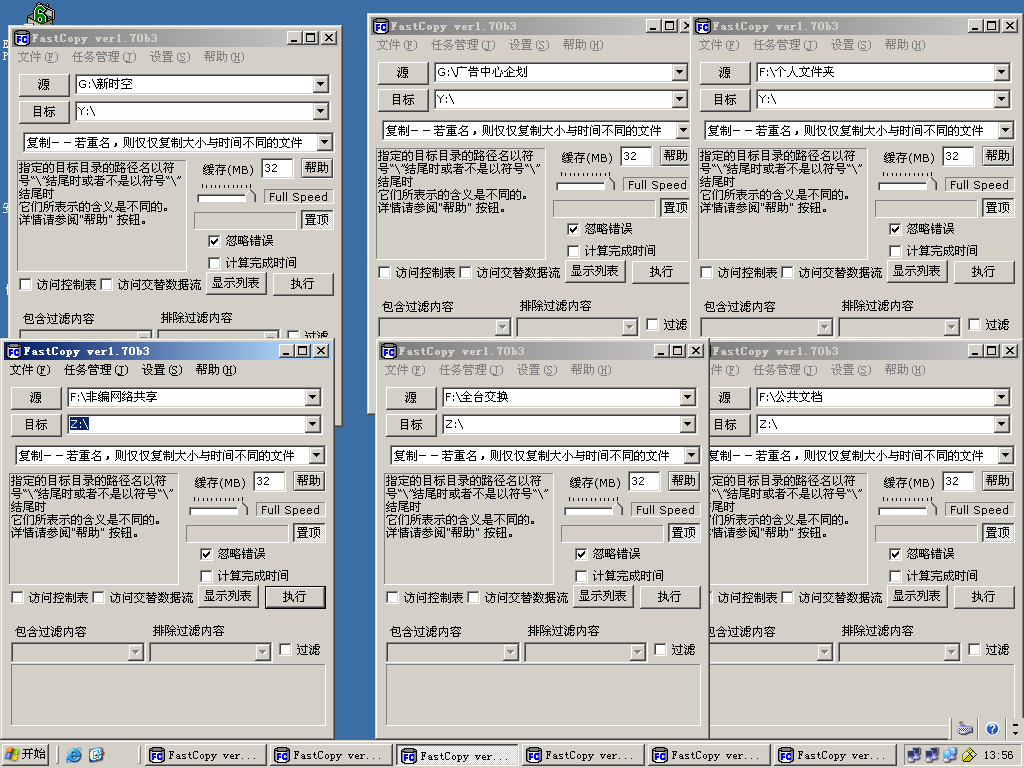 FastCopy ver1.70b3
文件(F) 任务管理(J) 设置(S) 帮助(H)
源 G:\新时空
目标 Y:\
复制--若重名，则仅仅复制大小与时间不同的文件
指定的目标目录的路径名以符
号“\”结尾时或者不是以符号“\”
结尾时
它们所表示的含义是不同的。
详情请参阅"帮助" 按钮。
缓存(MB) 32 帮助
Full Speed
置顶
忽略错误
计算完成时间
访问控制表 访问交替数据流 显示列表 执行
包含过滤内容 排除过滤内容
过滤
FastCopy ver1.70b3
文件(F) 任务管理(J) 设置(S) 帮助(H)
源 G:\广告中心企划
目标 Y:\
复制--若重名，则仅仅复制大小与时间不同的文件
指定的目标目录的路径名以符
号“\”结尾时或者不是以符号“\”
结尾时
它们所表示的含义是不同的。
详情请参阅"帮助" 按钮。
缓存(MB) 32 帮助
Full Speed
置顶
忽略错误
计算完成时间
访问控制表 访问交替数据流 显示列表 执行
包含过滤内容 排除过滤内容
过滤
FastCopy ver1.70b3
文件(F) 任务管理(J) 设置(S) 帮助(H)
源 F:\个人文件夹
目标 Y:\
复制--若重名，则仅仅复制大小与时间不同的文件
指定的目标目录的路径名以符
号“\”结尾时或者不是以符号“\”
结尾时
它们所表示的含义是不同的。
详情请参阅"帮助" 按钮。
缓存(MB) 32 帮助
Full Speed
置顶
忽略错误
计算完成时间
访问控制表 访问交替数据流 显示列表 执行
包含过滤内容 排除过滤内容
过滤
FastCopy ver1.70b3
文件(F) 任务管理(J) 设置(S) 帮助(H)
源 F:\非编网络共享
目标 Z:\
复制--若重名，则仅仅复制大小与时间不同的文件
指定的目标目录的路径名以符
号“\”结尾时或者不是以符号“\”
结尾时
它们所表示的含义是不同的。
详情请参阅"帮助" 按钮。
缓存(MB) 32 帮助
Full Speed
置顶
忽略错误
计算完成时间
访问控制表 访问交替数据流 显示列表 执行
包含过滤内容 排除过滤内容
过滤
FastCopy ver1.70b3
文件(F) 任务管理(J) 设置(S) 帮助(H)
源 F:\全台交换
目标 Z:\
复制--若重名，则仅仅复制大小与时间不同的文件
指定的目标目录的路径名以符
号“\”结尾时或者不是以符号“\”
结尾时
它们所表示的含义是不同的。
详情请参阅"帮助" 按钮。
缓存(MB) 32 帮助
Full Speed
置顶
忽略错误
计算完成时间
访问控制表 访问交替数据流 显示列表 执行
包含过滤内容 排除过滤内容
过滤
FastCopy ver1.70b3
文件(F) 任务管理(J) 设置(S) 帮助(H)
源 F:\公共文档
目标 Z:\
复制--若重名，则仅仅复制大小与时间不同的文件
定的目标目录的路径名以符
“\”结尾时或者不是以符号“\”
尾时
们所表示的含义是不同的。
情请参阅"帮助" 按钮。
缓存(MB) 32 帮助
Full Speed
置顶
忽略错误
计算完成时间
访问控制表 访问交替数据流 显示列表 执行
包含过滤内容 排除过滤内容
过滤
开始 FastCopy ver... FastCopy ver... FastCopy ver... FastCopy ver... FastCopy ver... FastCopy ver... 13:56